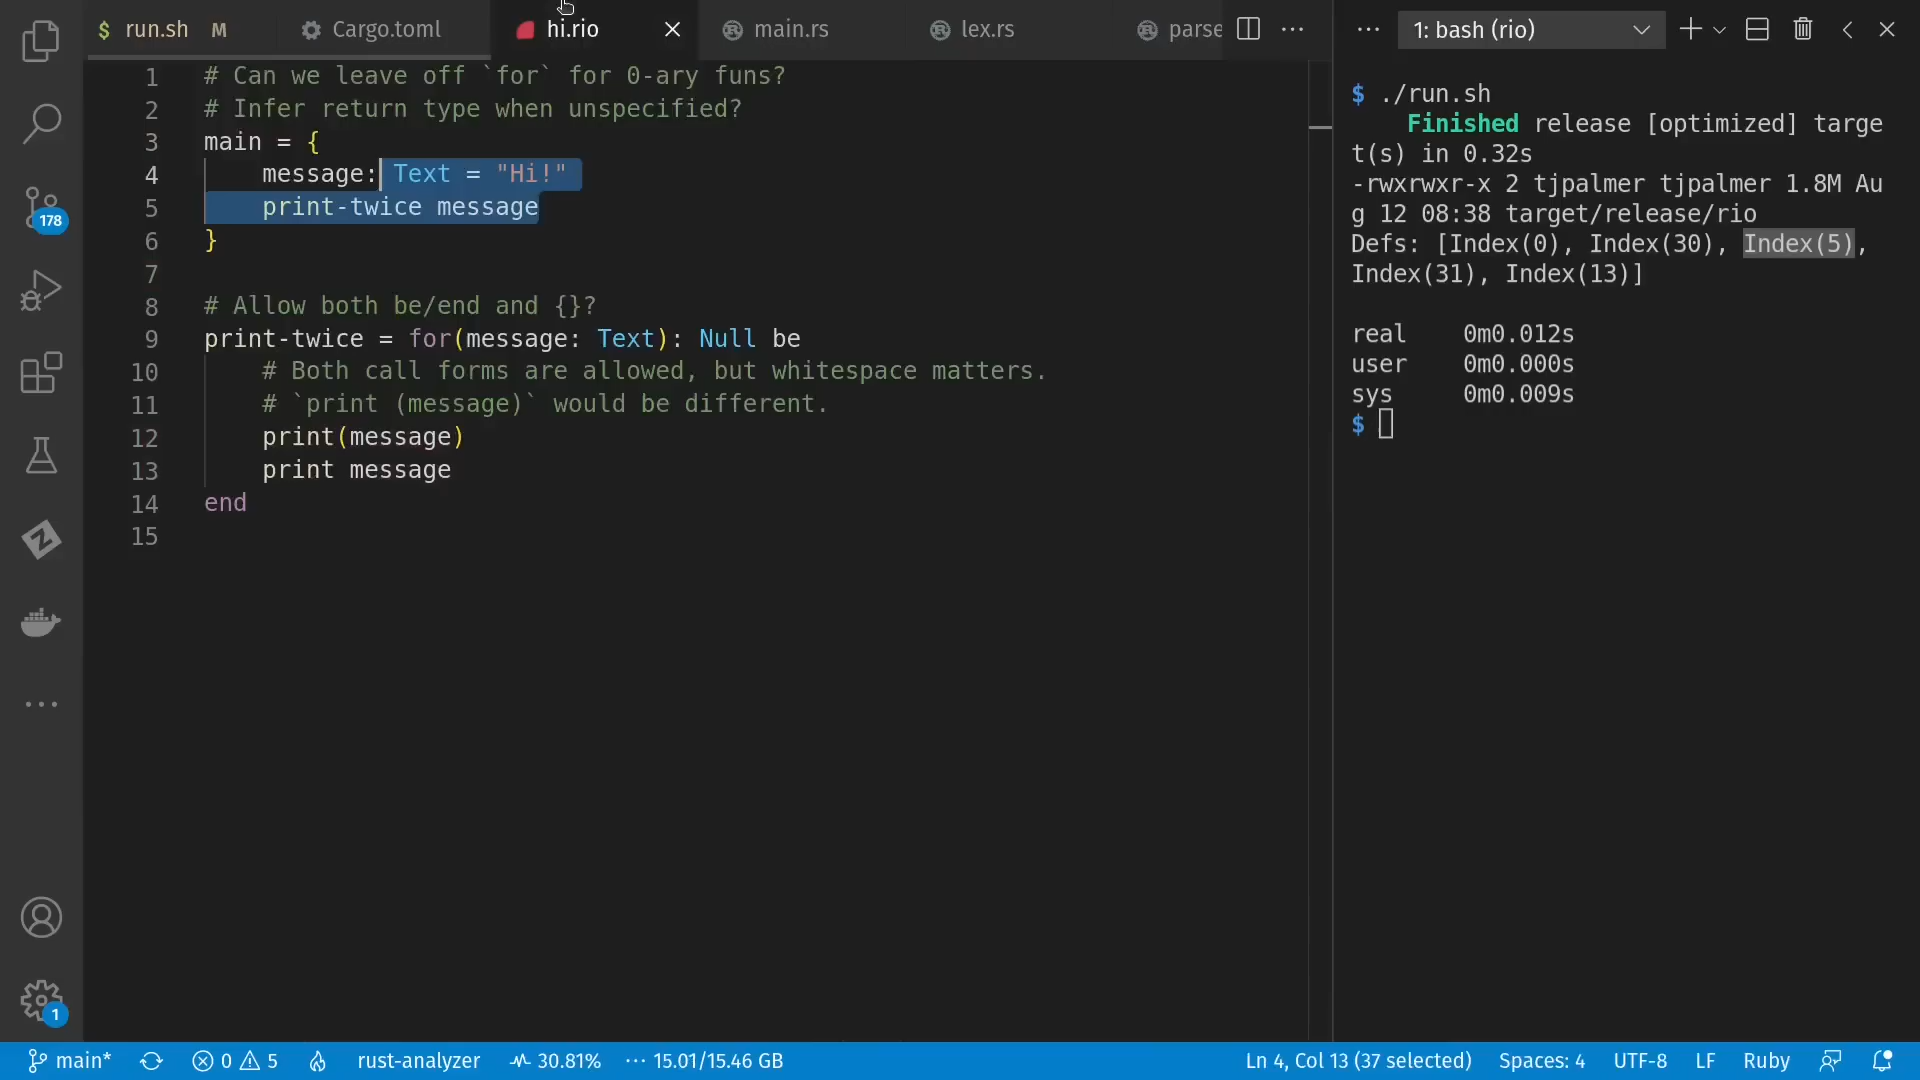 $ run.sh M Cargo.toml hi.rio main.rs lex.rs parse ··· ··· 1: bash (rio)
1 # Can we leave off `for` for 0-ary funs?
2 # Infer return type when unspecified?
3 main = {
4 message: Text = "Hi!"
5 print-twice message
6 }
7
8 # Allow both be/end and {}?
9 print-twice = for(message: Text): Null be
10 # Both call forms are allowed, but whitespace matters.
11 # `print (message)` would be different.
12 print(message)
13 print message
14 end
15
$ ./run.sh
Finished release [optimized] targe
t(s) in 0.32s
-rwxrwxr-x 2 tjpalmer tjpalmer 1.8M Au
g 12 08:38 target/release/rio
Defs: [Index(0), Index(30), Index(5),
Index(31), Index(13)]
real 0m0.012s
user 0m0.000s
sys 0m0.009s
$
178
1
main* 0 5 rust-analyzer 30.81% ··· 15.01/15.46 GB Ln 4, Col 13 (37 selected) Spaces: 4 UTF-8 LF Ruby